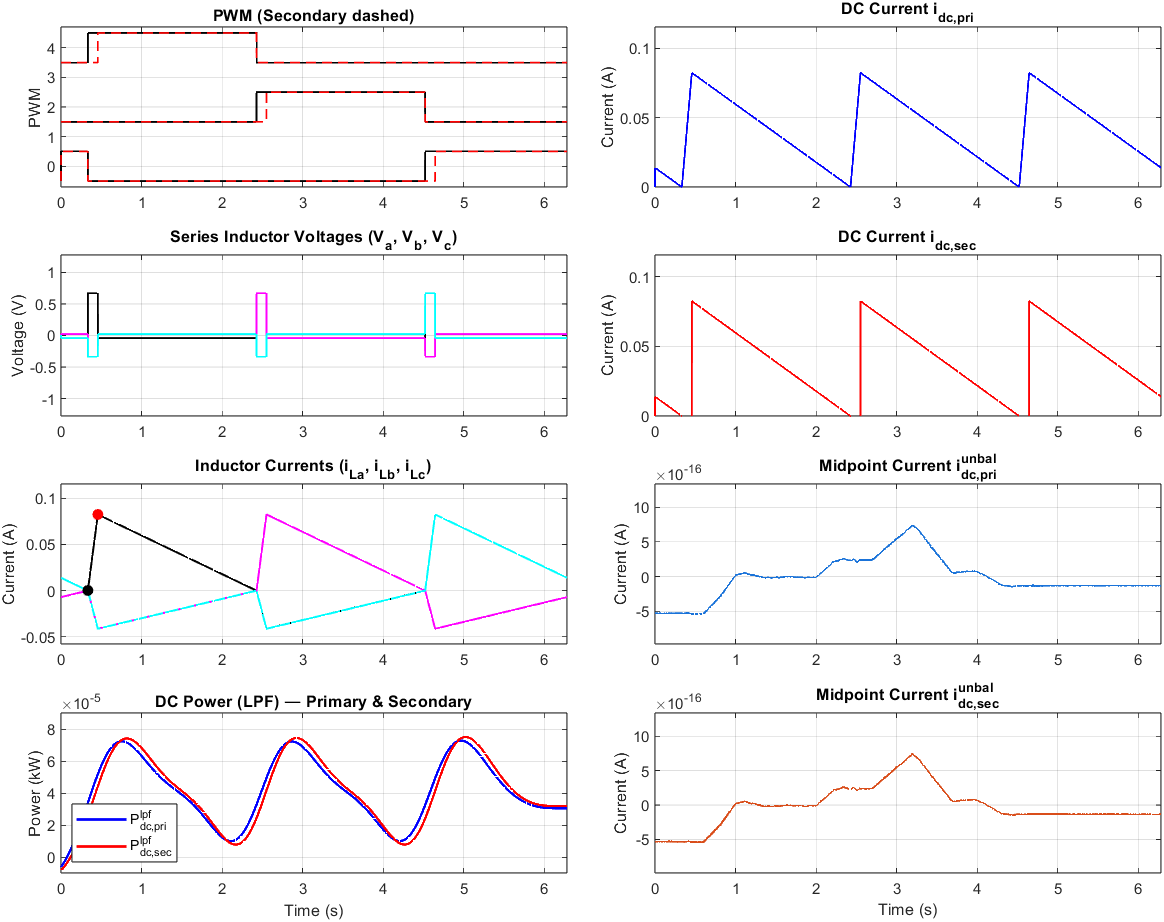 PWM (Secondary dashed)
PWM
4
3
2
1
0
0 1 2 3 4 5 6
DC Current i_dc,pri
Current (A)
0.1
0.05
0
0 1 2 3 4 5 6
Series Inductor Voltages (V_a, V_b, V_c)
Voltage (V)
1
0.5
0
-0.5
-1
0 1 2 3 4 5 6
DC Current i_dc,sec
Current (A)
0.1
0.05
0
0 1 2 3 4 5 6
Inductor Currents (i_La, i_Lb, i_Lc)
Current (A)
0.1
0.05
0
-0.05
0 1 2 3 4 5 6
Midpoint Current i^unbal_dc,pri
×10^-16
Current (A)
10
5
0
-5
0 1 2 3 4 5 6
DC Power (LPF) — Primary & Secondary
×10^-5
Power (kW)
8
6
4
2
0
P^lpf_dc,pri
P^lpf_dc,sec
0 1 2 3 4 5 6
Time (s)
Midpoint Current i^unbal_dc,sec
×10^-16
Current (A)
10
5
0
-5
0 1 2 3 4 5 6
Time (s)